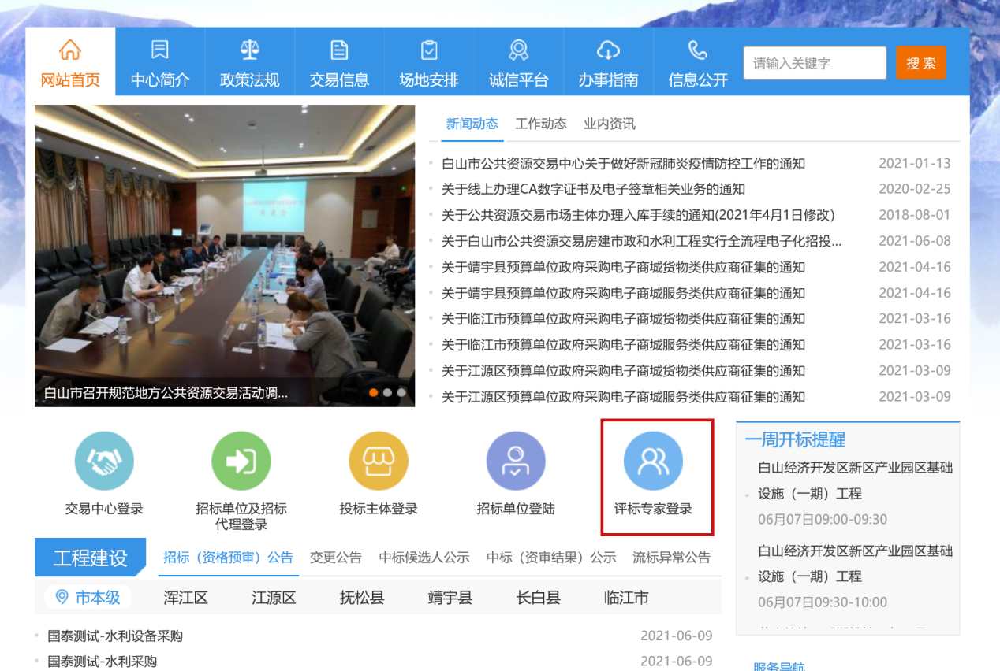 网站首页
中心简介
政策法规
交易信息
场地安排
诚信平台
办事指南
信息公开
请输入关键字
搜 索
新闻动态
工作动态
业内资讯
白山市公共资源交易中心关于做好新冠肺炎疫情防控工作的通知 2021-01-13
关于线上办理CA数字证书及电子签章相关业务的通知 2020-02-25
关于公共资源交易市场主体办理入库手续的通知(2021年4月1日修改） 2018-08-01
关于白山市公共资源交易房建市政和水利工程实行全流程电子化招投... 2021-06-08
关于靖宇县预算单位政府采购电子商城货物类供应商征集的通知 2021-04-16
关于靖宇县预算单位政府采购电子商城服务类供应商征集的通知 2021-04-16
关于临江市预算单位政府采购电子商城货物类供应商征集的通知 2021-03-16
关于临江市预算单位政府采购电子商城服务类供应商征集的通知 2021-03-16
关于江源区预算单位政府采购电子商城货物类供应商征集的通知 2021-03-09
关于江源区预算单位政府采购电子商城服务类供应商征集的通知 2021-03-09
白山市召开规范地方公共资源交易活动调...
交易中心登录
招标单位及招标
代理登录
投标主体登录
招标单位登陆
评标专家登录
一周开标提醒
白山经济开发区新区产业园区基础
设施（一期）工程
06月07日09:00-09:30
白山经济开发区新区产业园区基础
设施（一期）工程
06月07日09:30-10:00
工程建设
招标（资格预审）公告
变更公告
中标候选人公示
中标（资审结果）公示
流标异常公告
市本级
浑江区
江源区
抚松县
靖宇县
长白县
临江市
国泰测试-水利设备采购 2021-06-09
国泰测试-水利采购 2021-06-09
服务导航